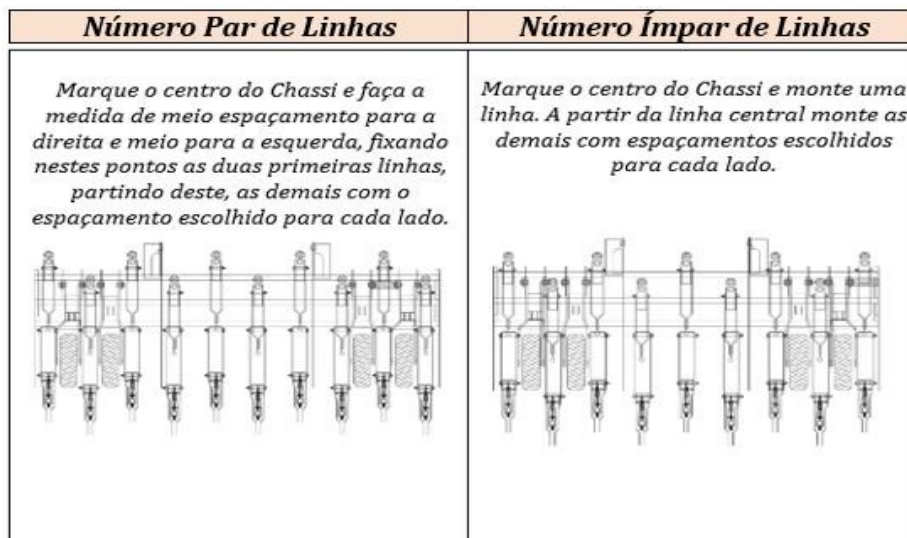 Número Par de Linhas
Número Ímpar de Linhas
Marque o centro do Chassi e faça a
medida de meio espaçamento para a
direita e meio para a esquerda, fixando
nestes pontos as duas primeiras linhas,
partindo deste, as demais com o
espaçamento escolhido para cada lado.
Marque o centro do Chassi e monte uma
linha. A partir da linha central monte as
demais com espaçamentos escolhidos
para cada lado.